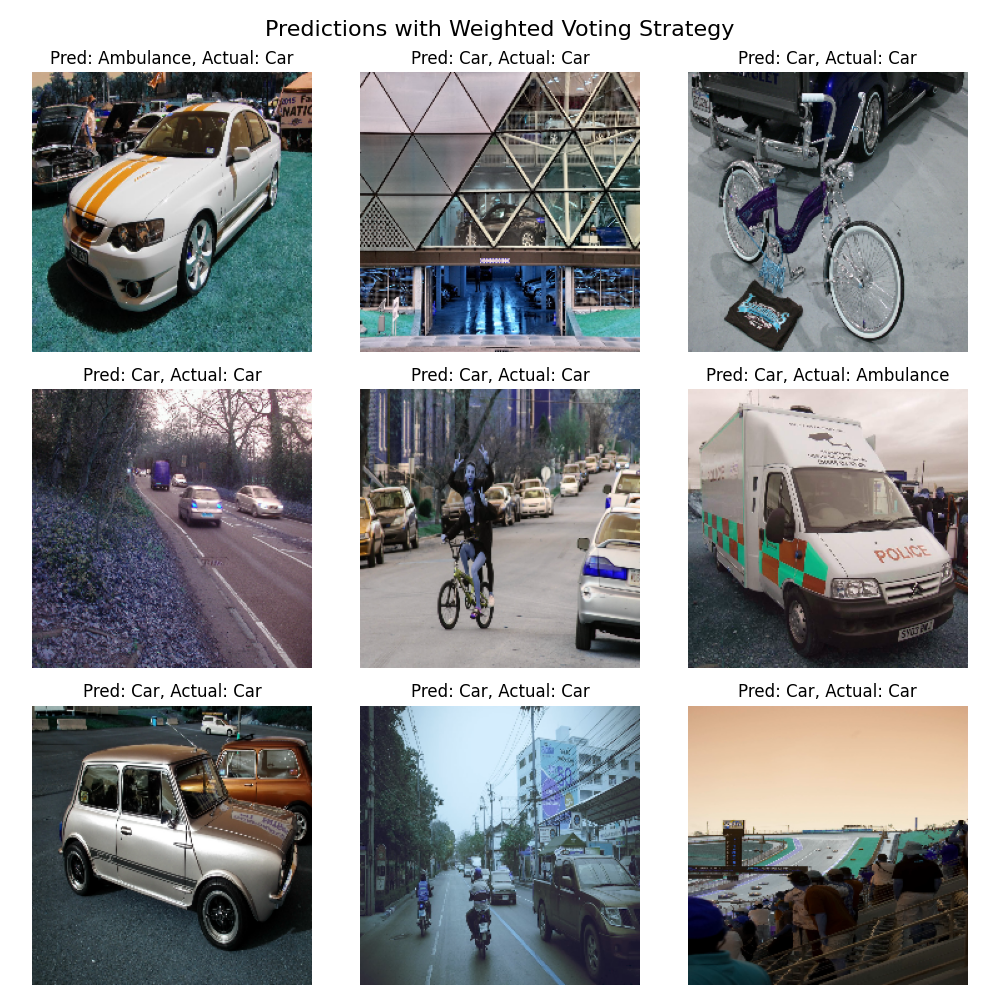 Predictions with Weighted Voting Strategy
Pred: Ambulance, Actual: Car
Pred: Car, Actual: Car
Pred: Car, Actual: Car
2015
NATIO
Pred: Car, Actual: Car
Pred: Car, Actual: Car
Pred: Car, Actual: Ambulance
POLICE
Pred: Car, Actual: Car
Pred: Car, Actual: Car
Pred: Car, Actual: Car